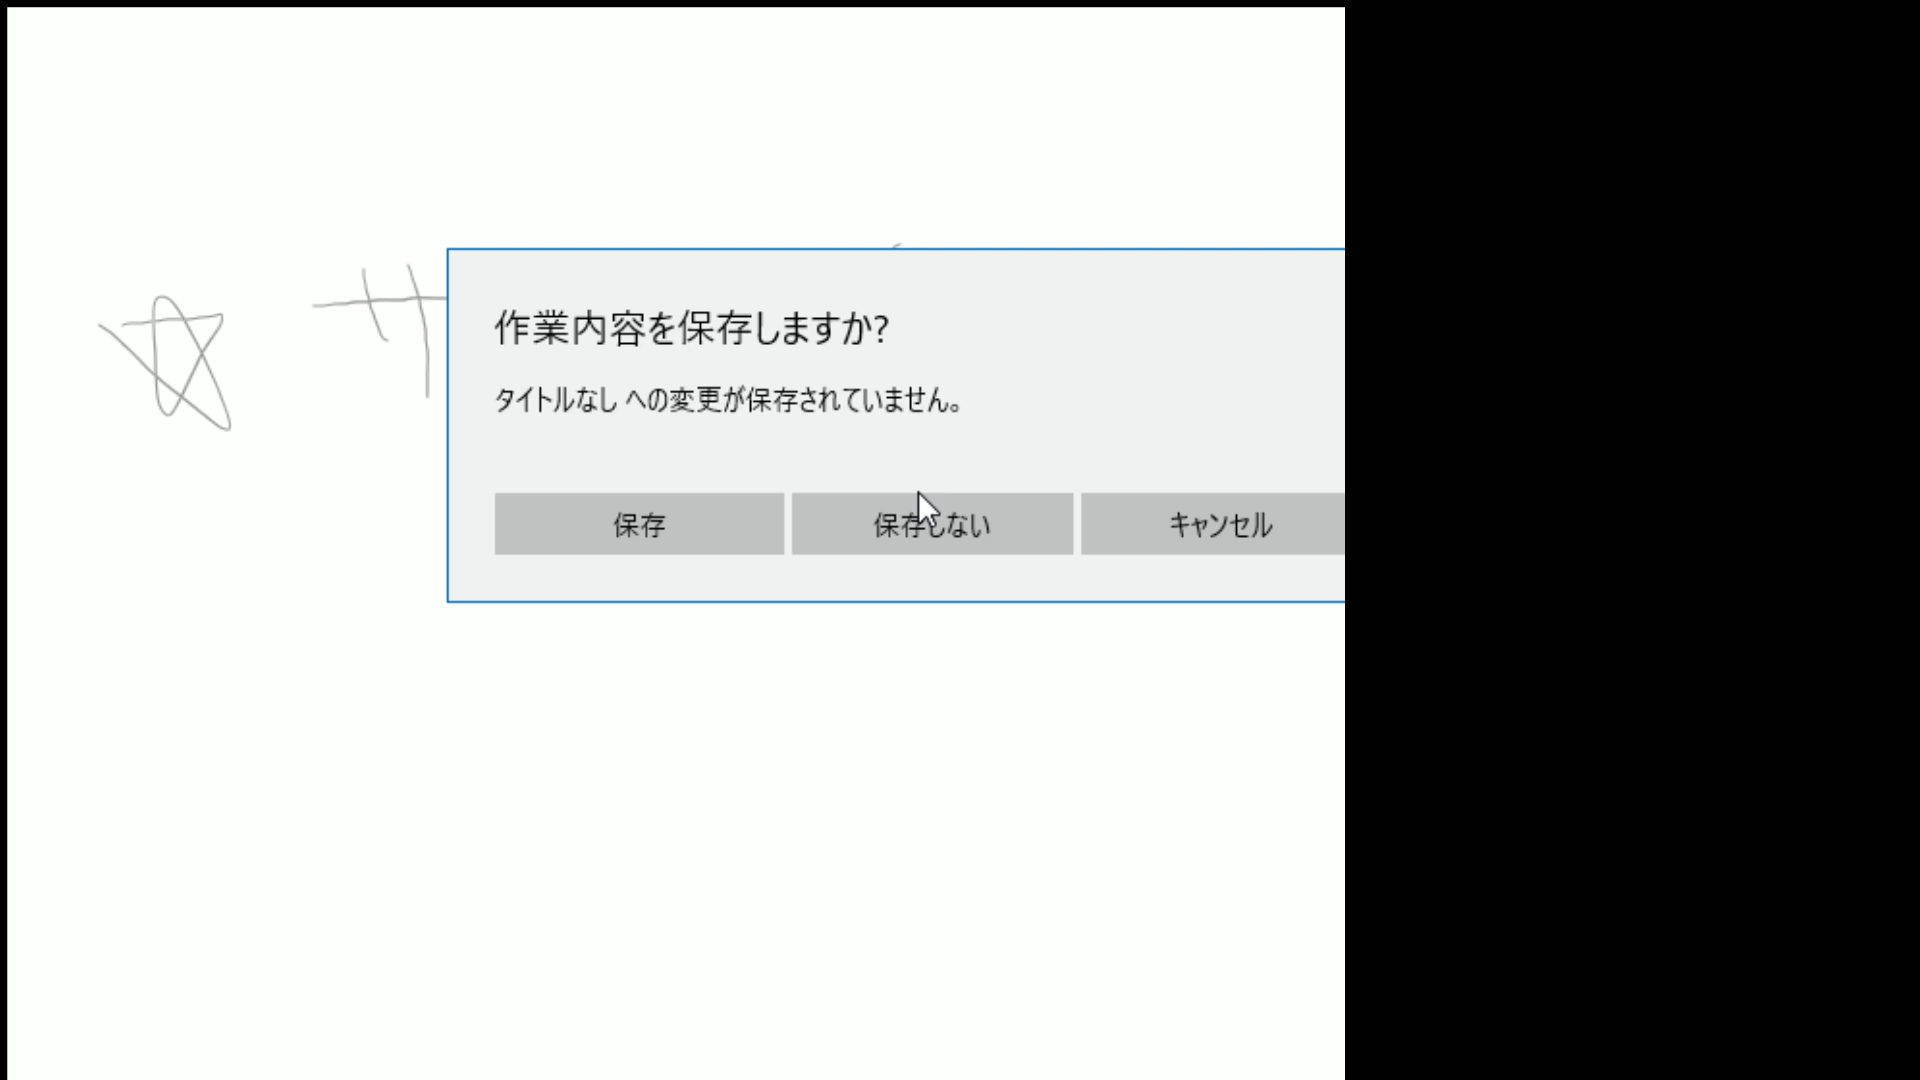 サ
作業内容を保存しますか?
タイトルなし への変更が保存されていません。
保存 保存しない キャンセル